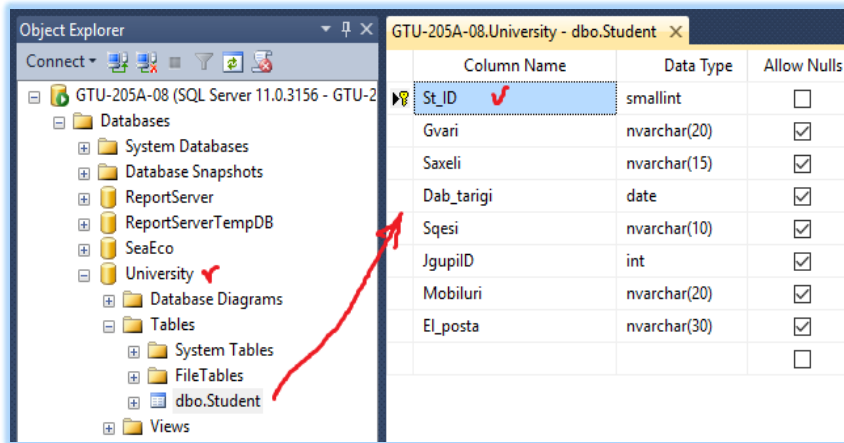 Object Explorer
Connect
GTU-205A-08 (SQL Server 11.0.3156 - GTU-2
Databases
System Databases
Database Snapshots
ReportServer
ReportServerTempDB
SeaEco
University
Database Diagrams
Tables
System Tables
FileTables
dbo.Student
Views
GTU-205A-08.University - dbo.Student
Column Name Data Type Allow Nulls
St_ID smallint
Gvari nvarchar(20)
Saxeli nvarchar(15)
Dab_tarigi date
Sqesi nvarchar(10)
JgupiID int
Mobiluri nvarchar(20)
El_posta nvarchar(30)